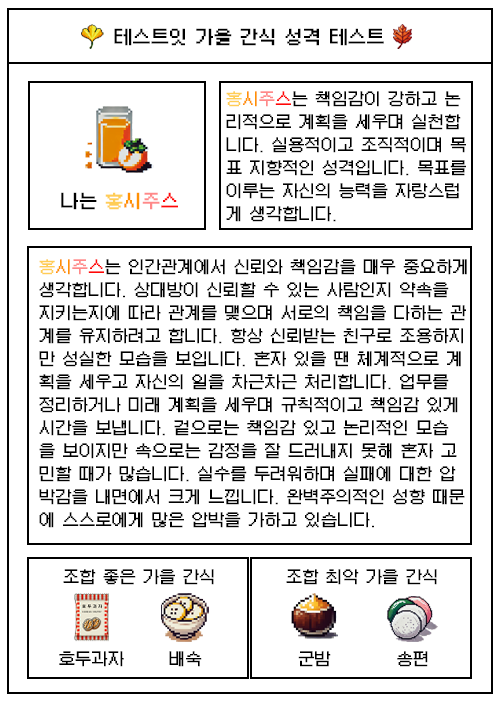 테스트잇 가을 간식 성격 테스트
나는 홍시주스
홍시주스는 책임감이 강하고 논
리적으로 계획을 세우며 실천합
니다. 실용적이고 조직적이며 목
표 지향적인 성격입니다. 목표를
이루는 자신의 능력을 자랑스럽
게 생각합니다.
홍시주스는 인간관계에서 신뢰와 책임감을 매우 중요하게
생각합니다. 상대방이 신뢰할 수 있는 사람인지 약속을
지키는지에 따라 관계를 맺으며 서로의 책임을 다하는 관
계를 유지하려고 합니다. 항상 신뢰받는 친구로 조용하지
만 성실한 모습을 보입니다. 혼자 있을 땐 체계적으로 계
획을 세우고 자신의 일을 차근차근 처리합니다. 업무를
정리하거나 미래 계획을 세우며 규칙적이고 책임감 있게
시간을 보냅니다. 겉으로는 책임감 있고 논리적인 모습
을 보이지만 속으로는 감정을 잘 드러내지 못해 혼자 고
민할 때가 많습니다. 실수를 두려워하며 실패에 대한 압
박감을 내면에서 크게 느낍니다. 완벽주의적인 성향 때문
에 스스로에게 많은 압박을 가하고 있습니다.
조합 좋은 가을 간식
호두과자
호두과자 배숙
조합 최악 가을 간식
군밤 송편